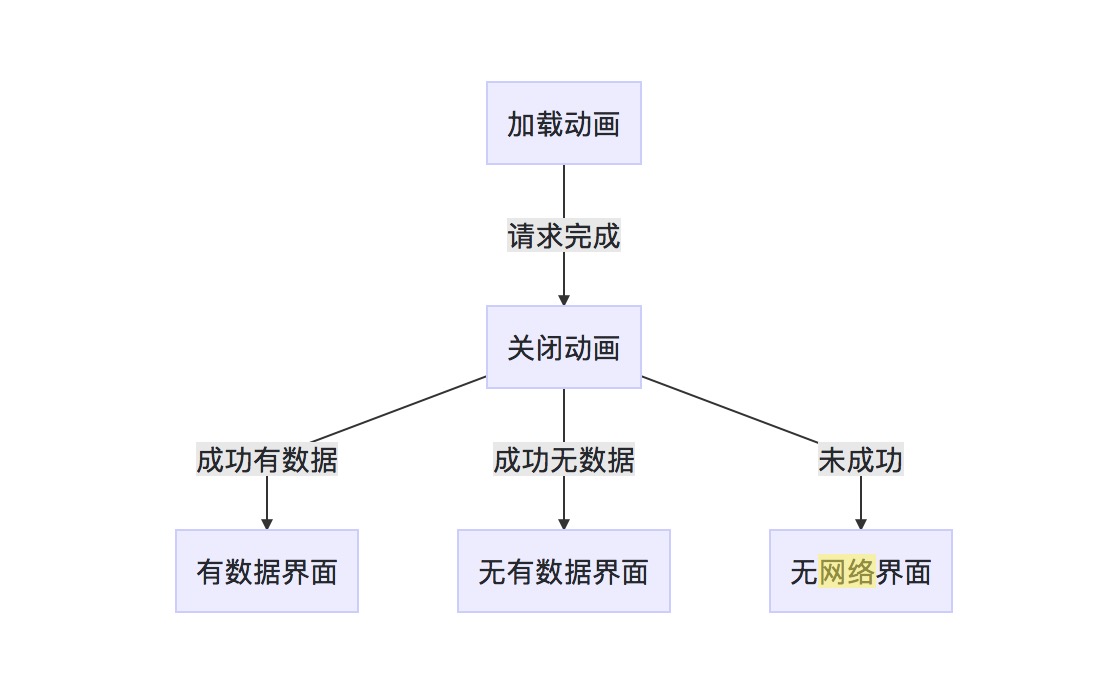 加载动画
请求完成
关闭动画
成功有数据
成功无数据
未成功
有数据界面
无有数据界面
无网络界面